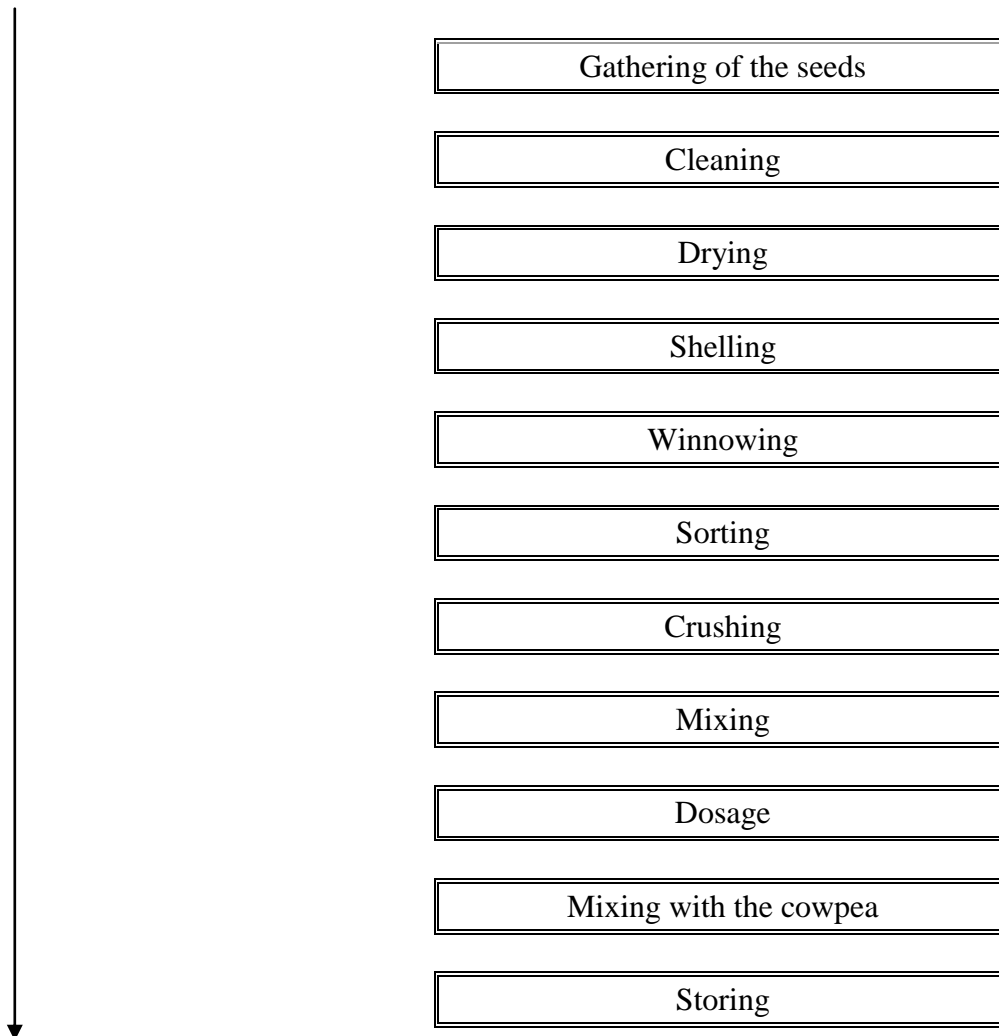 Gathering of the seeds
Cleaning
Drying
Shelling
Winnowing
Sorting
Crushing
Mixing
Dosage
Mixing with the cowpea
Storing